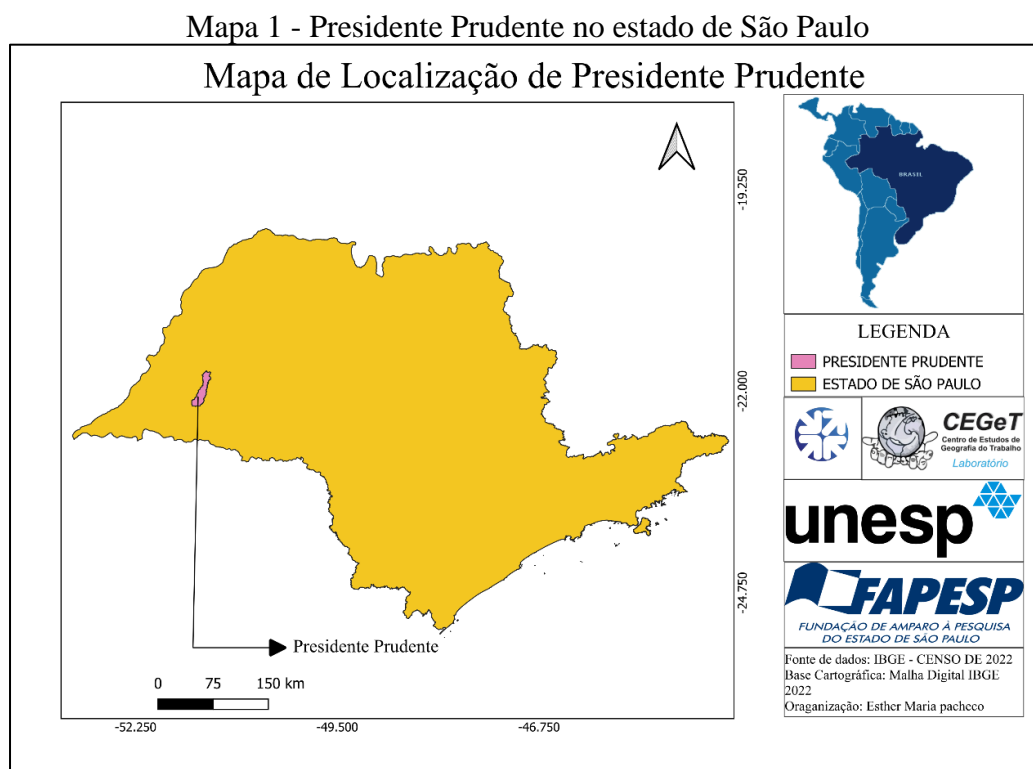 Mapa 1 - Presidente Prudente no estado de São Paulo
Mapa de Localização de Presidente Prudente
BRASIL
-19.250
-22.000
-24.750
LEGENDA
PRESIDENTE PRUDENTE
ESTADO DE SÃO PAULO
CEGeT
Centro de Estudos de
Geografia do Trabalho
Laboratório
unesp
FAPESP
FUNDAÇÃO DE AMPARO À PESQUISA
DO ESTADO DE SÃO PAULO
Presidente Prudente
0 75 150 km
-52.250 -49.500 -46.750
Fonte de dados: IBGE - CENSO DE 2022
Base Cartográfica: Malha Digital IBGE
2022
Oraganização: Esther Maria pacheco